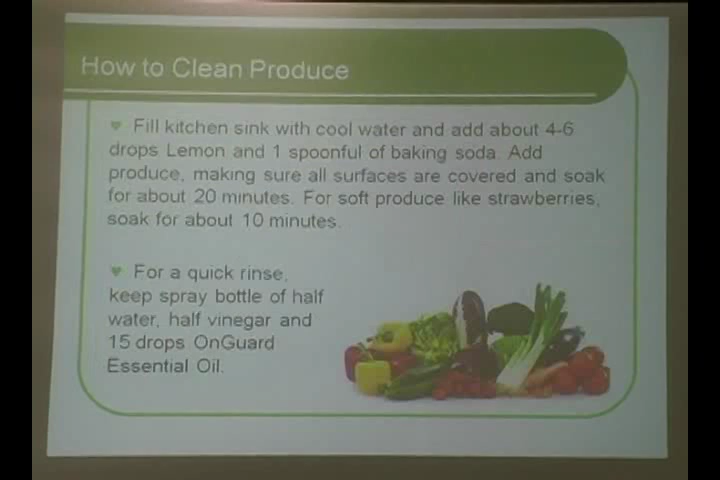 How to Clean Produce
Fill kitchen sink with cool water and add about 4-6
drops Lemon and 1 spoonful of baking soda. Add
produce, making sure all surfaces are covered and soak
for about 20 minutes. For soft produce like strawberries,
soak for about 10 minutes.
For a quick rinse,
keep spray bottle of half
water, half vinegar and
15 drops OnGuard
Essential Oil.